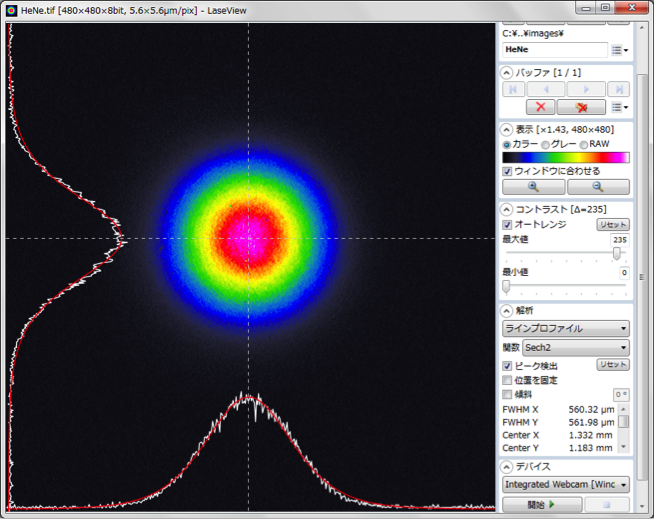 HeNe.tif [480×480×8bit, 5.6×5.6µm/pix] - LaseView
C:¥..¥images¥
HeNe
バッファ [1 / 1]
表示 [×1.43, 480×480]
カラー グレー RAW
ウィンドウに合わせる
コントラスト [Δ=235]
オートレンジ リセット
最大値 235
最小値 0
解析
ラインプロファイル
関数 Sech2
ピーク検出 リセット
位置を固定
傾斜 0 °
FWHM X 560.32 µm
FWHM Y 561.98 µm
Center X 1.332 mm
Center Y 1.183 mm
デバイス
Integrated Webcam [Winc
開始